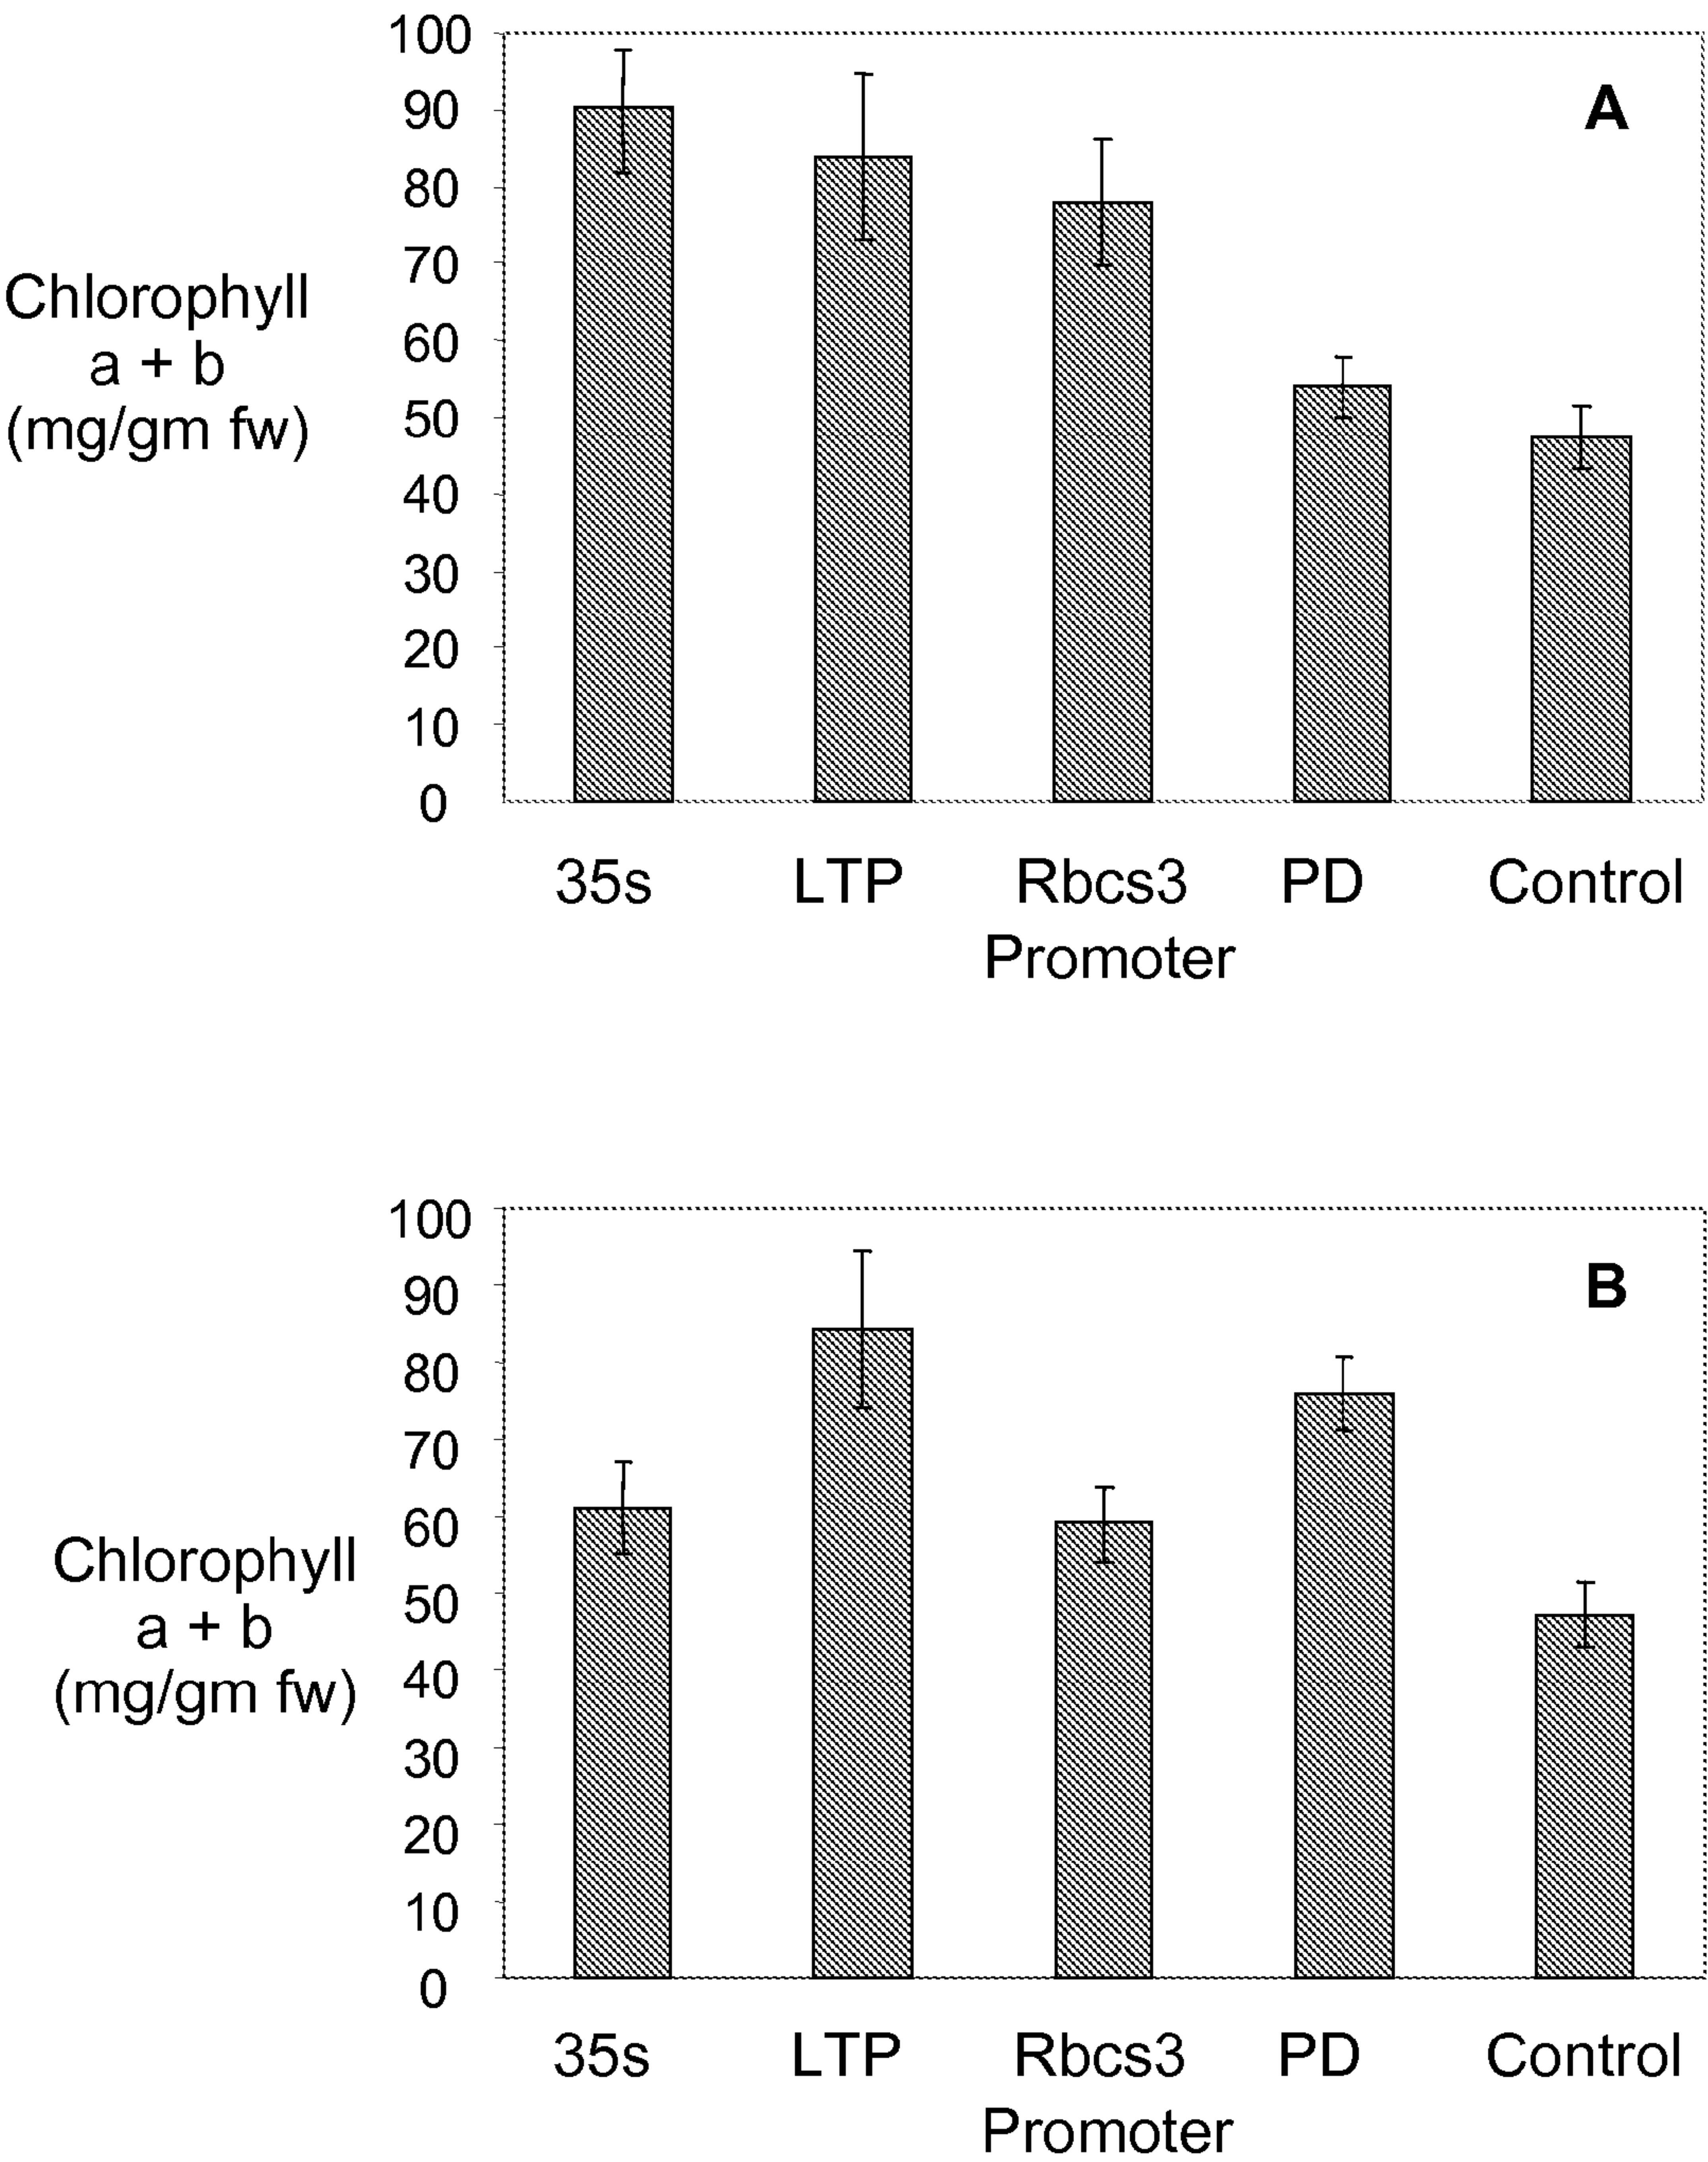 100
90
80
70
60
50
40
30
20
10
0
Chlorophyll
a + b
(mg/gm fw)
A
35s LTP Rbcs3 PD Control
Promoter
100
90
80
70
60
50
40
30
20
10
0
Chlorophyll
a + b
(mg/gm fw)
B
35s LTP Rbcs3 PD Control
Promoter